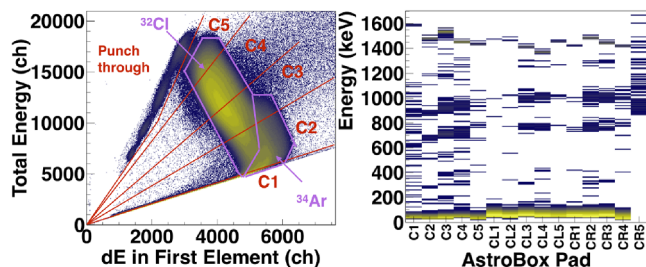 ³²Cl
C5
C4
Punch
through
C3
C2
C1
³⁴Ar
Total Energy (ch)
20000
15000
10000
5000
0
0 2000 4000 6000
dE in First Element (ch)
Energy (keV)
1600
1400
1200
1000
800
600
400
200
0
C1 C2 C3 C4 C5 CL1 CL2 CL3 CL4 CL5 CR1 CR2 CR3 CR4 CR5
AstroBox Pad